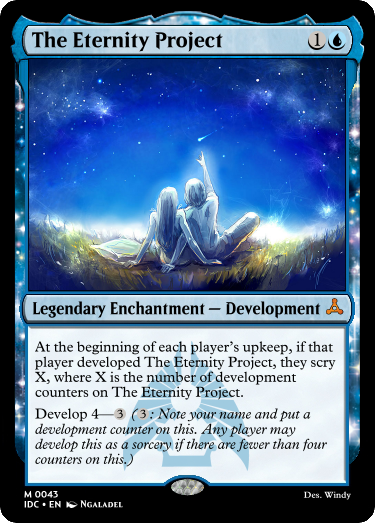 The Eternity Project 1
Legendary Enchantment — Development
At the beginning of each player's upkeep, if that
player developed The Eternity Project, they scry
X, where X is the number of development
counters on The Eternity Project.
Develop 4—3 (3: Note your name and put a
development counter on this. Any player may
develop this as a sorcery if there are fewer than four
counters on this.)
M 0043
Des. Windy
IDC • EN NGALADEL